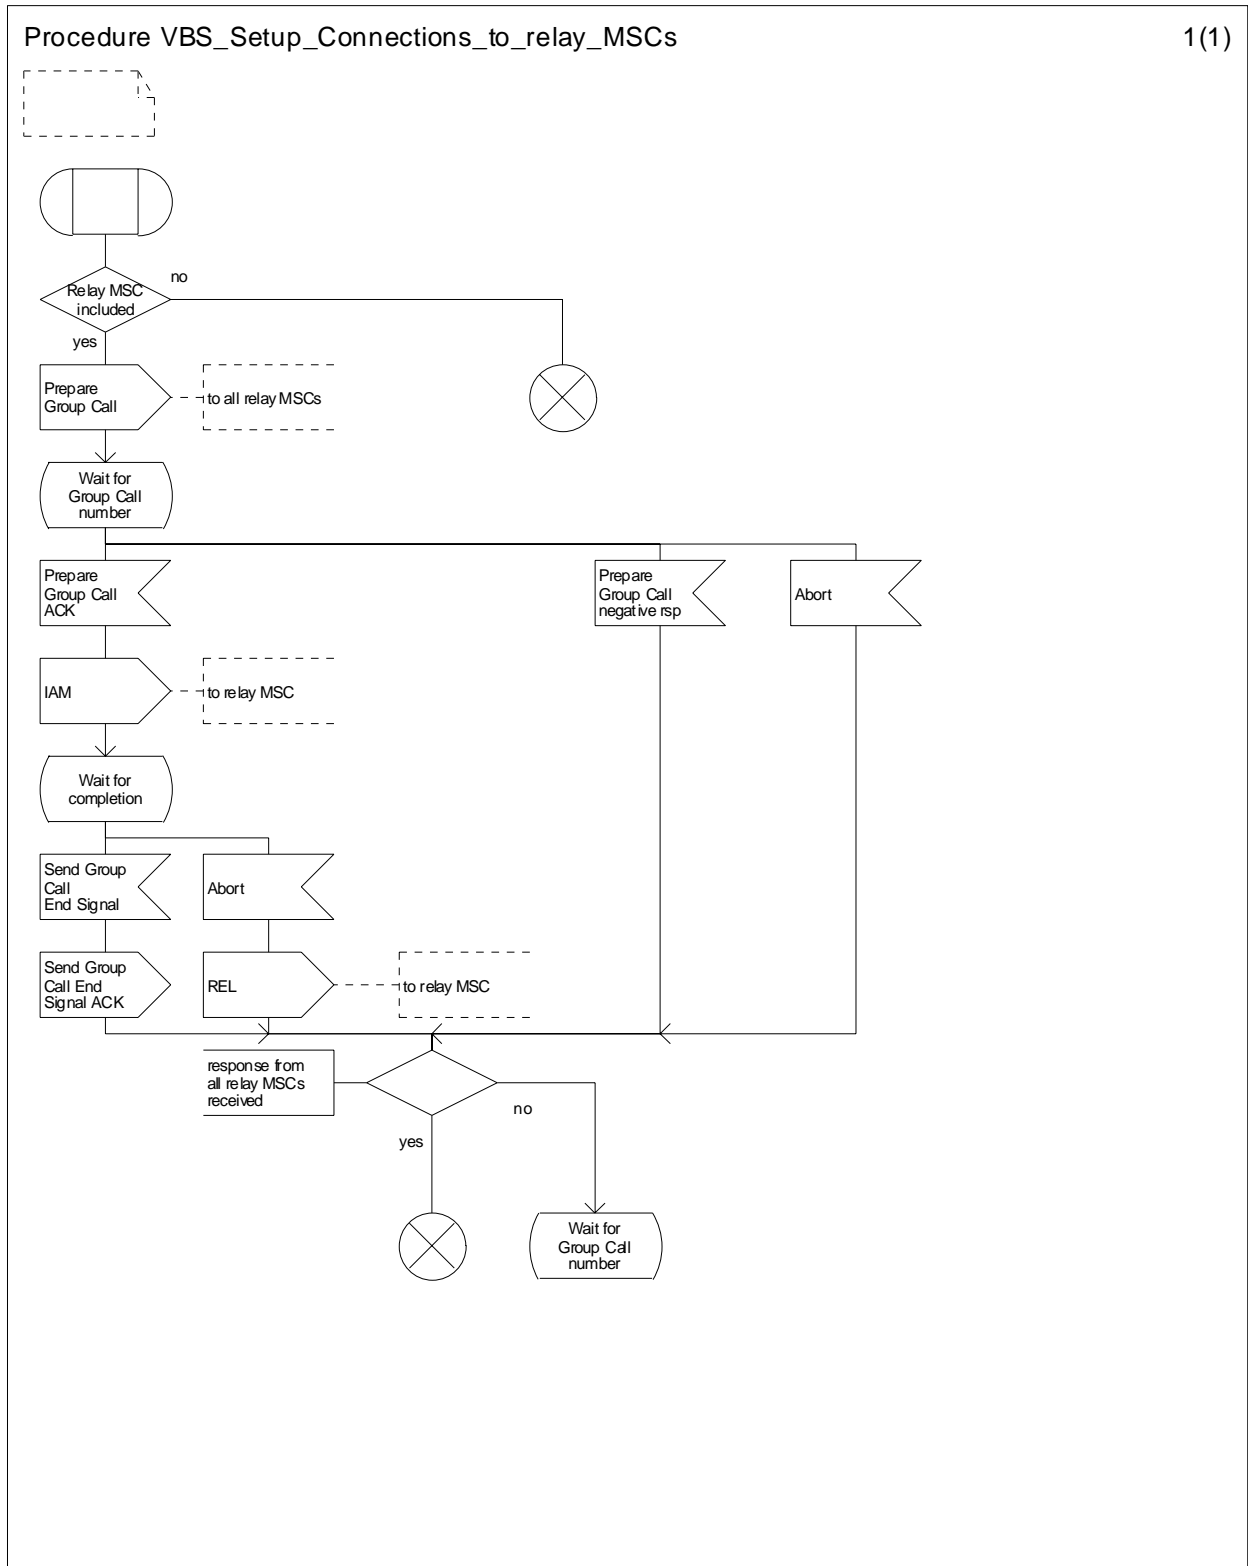 Procedure VBS_Setup_Connections_to_relay_MSCs
1(1)
Relay MSC
included
no
yes
Prepare
Group Call
to all relay MSCs
Wait for
Group Call
number
Prepare
Group Call
ACK
Prepare
Group Call
negative rsp
Abort
IAM
to relay MSC
Wait for
completion
Send Group
Call
End Signal
Abort
Send Group
Call End
Signal ACK
REL
to relay MSC
response from
all relay MSCs
received
no
yes
Wait for
Group Call
number